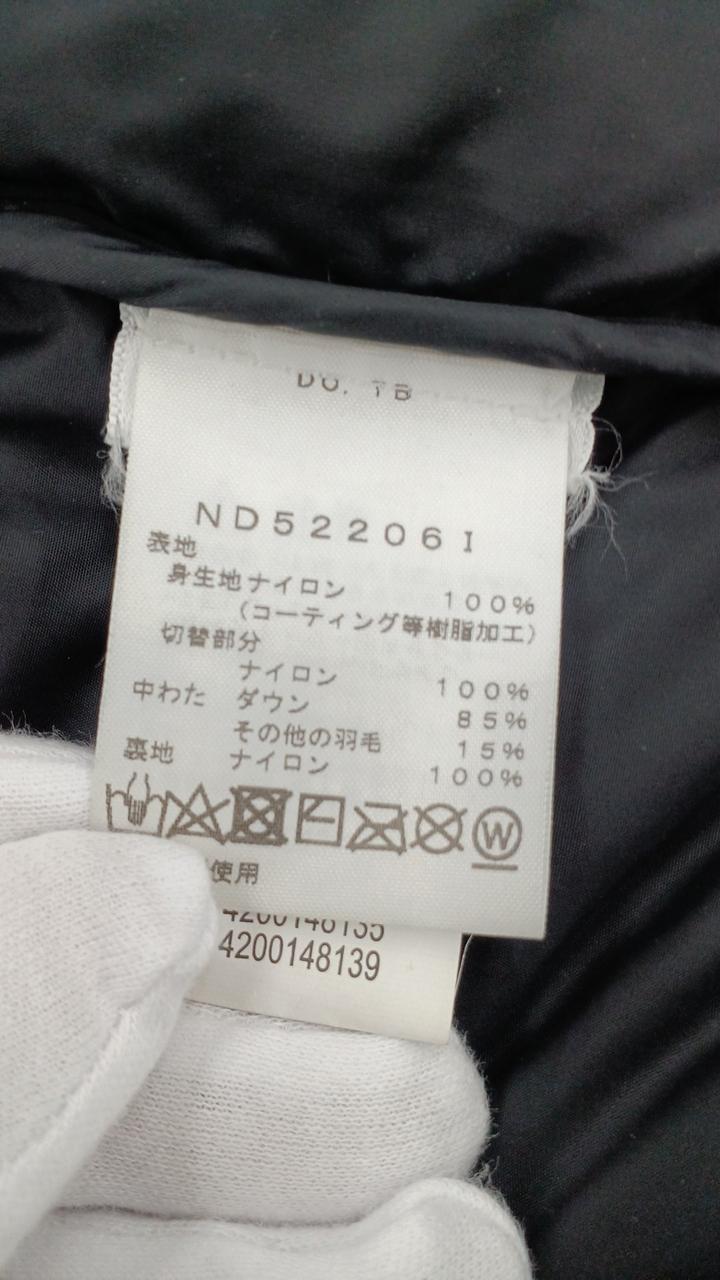 ND52206I
表地
身生地ナイロン 100%
(コーティング等樹脂加工)
切替部分
ナイロン 100%
中わた ダウン 85%
その他の羽毛 15%
裏地 ナイロン 100%
W
使用
4200148135
4200148139